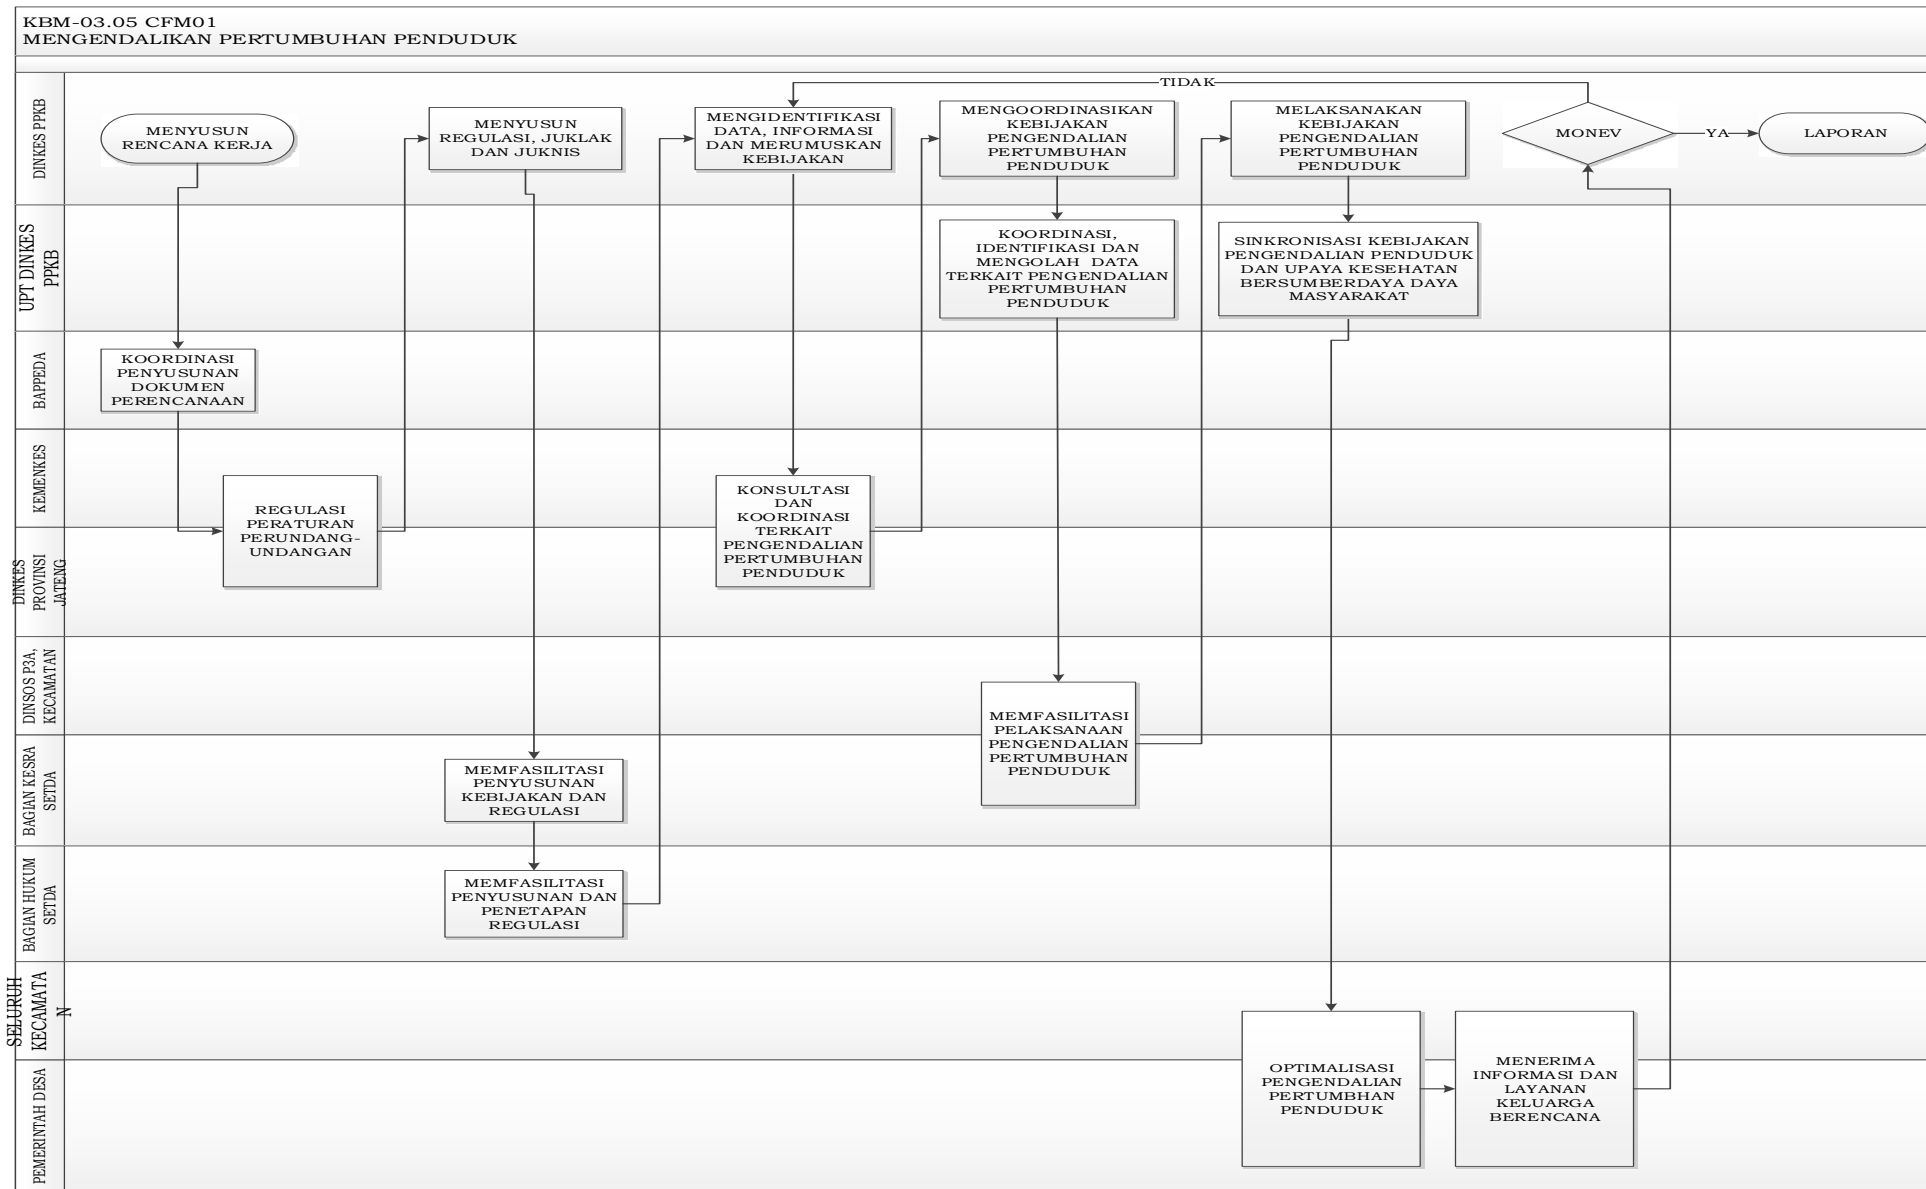 KBM-03.05 CFM01
MENGENDALIKAN PERTUMBUHAN PENDUDUK
DINKES PPKB
MENYUSUN
RENCANA KERJA
MENYUSUN
REGULASI, JUKLAK
DAN JUKNIS
MENGIDENTIFIKASI
DATA, INFORMASI
DAN MERUMUSKAN
KEBIJAKAN
MENGOORDINASIKAN
KEBIJAKAN
PENGENDALIAN
PERTUMBUHAN
PENDUDUK
MELAKSANAKAN
KEBIJAKAN
PENGENDALIAN
PERTUMBUHAN
PENDUDUK
TIDAK
MONEV
YA
LAPORAN
UPT DINKES
PPKB
KOORDINASI,
IDENTIFIKASI DAN
MENGOLAH DATA
TERKAIT PENGENDALIAN
PERTUMBUHAN
PENDUDUK
SINKRONISASI KEBIJAKAN
PENGENDALIAN PENDUDUK
DAN UPAYA KESEHATAN
BERSUMBERDAYA DAYA
MASYARAKAT
BAPPEDA
KOORDINASI
PENYUSUNAN
DOKUMEN
PERENCANAAN
KEMENKES
REGULASI
PERATURAN
PERUNDANG-
UNDANGAN
KONSULTASI
DAN
KOORDINASI
TERKAIT
PENGENDALIAN
PERTUMBUHAN
PENDUDUK
DINKES
PROVINSI
JATENG
DINSOS P3A,
KECAMATAN
MEMFASILITASI
PELAKSANAAN
PENGENDALIAN
PERTUMBUHAN
PENDUDUK
BAGIAN KESRA
SETDA
MEMFASILITASI
PENYUSUNAN
KEBIJAKAN DAN
REGULASI
BAGIAN HUKUM
SETDA
MEMFASILITASI
PENYUSUNAN DAN
PENETAPAN
REGULASI
SELURUH
KECAMATA
N
OPTIMALISASI
PENGENDALIAN
PERTUMBHAN
PENDUDUK
MENERIMA
INFORMASI DAN
LAYANAN
KELUARGA
BERENCANA
PEMERINTAH DESA